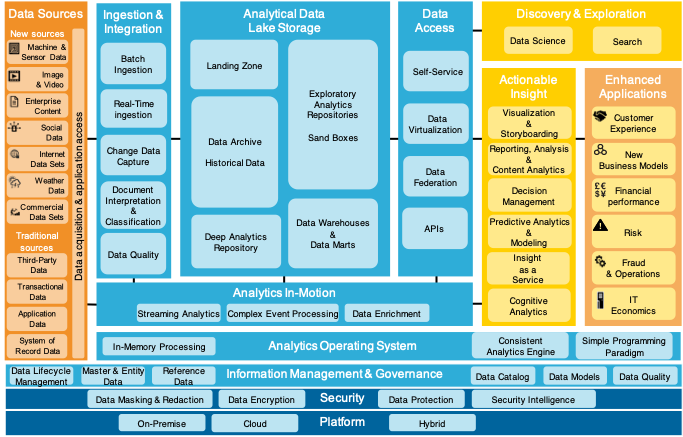 Data Sources
New sources
Machine &
Sensor Data
Image
& Video
Enterprise
Content
Social
Data
Internet
Data Sets
Weather
Data
Commercial
Data Sets
Traditional
sources
Third-Party
Data
Transactional
Data
Application
Data
System of
Record Data
Data acquisition & application access
Ingestion &
Integration
Batch
Ingestion
Real-Time
ingestion
Change Data
Capture
Document
Interpretation
&
Classification
Data Quality
Analytical Data
Lake Storage
Landing Zone
Data Archive
Historical Data
Deep Analytics
Repository
Exploratory
Analytics
Repositories
Sand Boxes
Data Warehouses
&
Data Marts
Data
Access
Self-Service
Data
Virtualization
Data
Federation
APIs
Discovery & Exploration
Data Science
Search
Actionable
Insight
Visualization
&
Storyboarding
Reporting, Analysis &
Content Analytics
Decision
Management
Predictive Analytics
& Modeling
Insight
as a
Service
Cognitive
Analytics
Enhanced
Applications
Customer
Experience
New
Business Models
£€
$¥
Financial
performance
Risk
Fraud
& Operations
IT
Economics
Analytics In-Motion
Streaming Analytics
Complex Event Processing
Data Enrichment
In-Memory Processing
Analytics Operating System
Consistent
Analytics Engine
Simple Programming
Paradigm
Data Lifecycle
Management
Master & Entity
Data
Reference
Data
Information Management & Governance
Data Catalog
Data Models
Data Quality
Data Masking & Redaction
Data Encryption
Security
Data Protection
Security Intelligence
On-Premise
Cloud
Platform
Hybrid